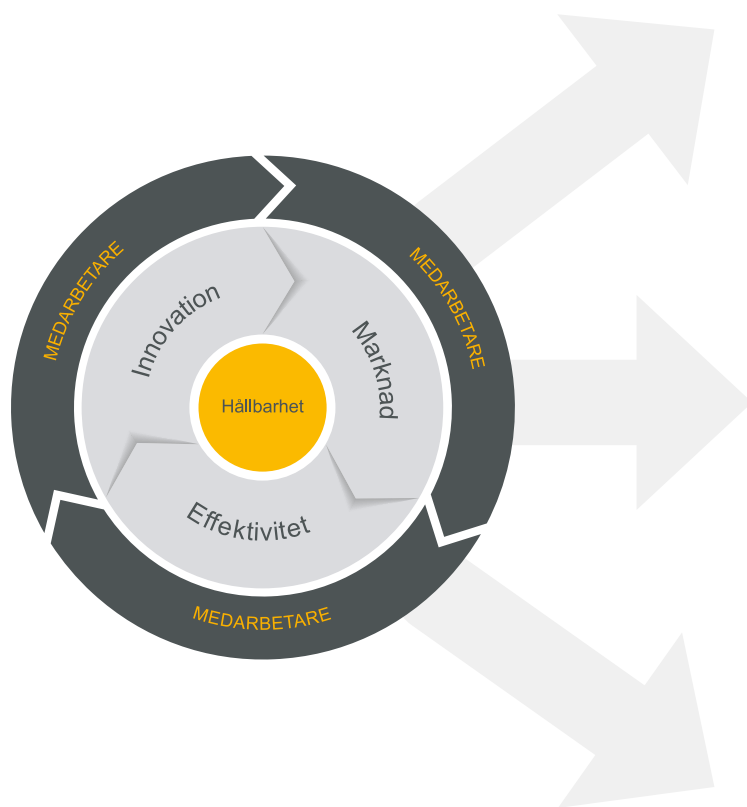 MEDARBETARE
MEDARBETARE
Innovation
Marknad
Hållbarhet
Effektivitet
MEDARBETARE